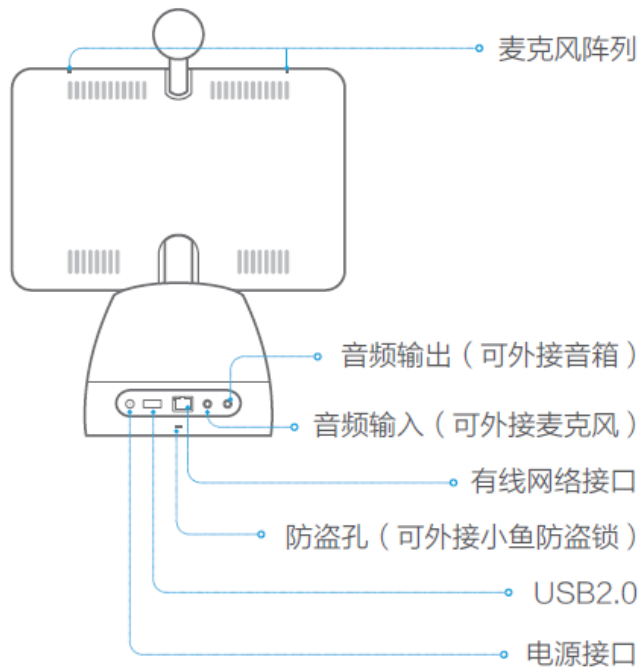 麦克风阵列
音频输出（可外接音箱）
音频输入（可外接麦克风）
有线网络接口
防盗孔（可外接小鱼防盗锁）
USB2.0
电源接口